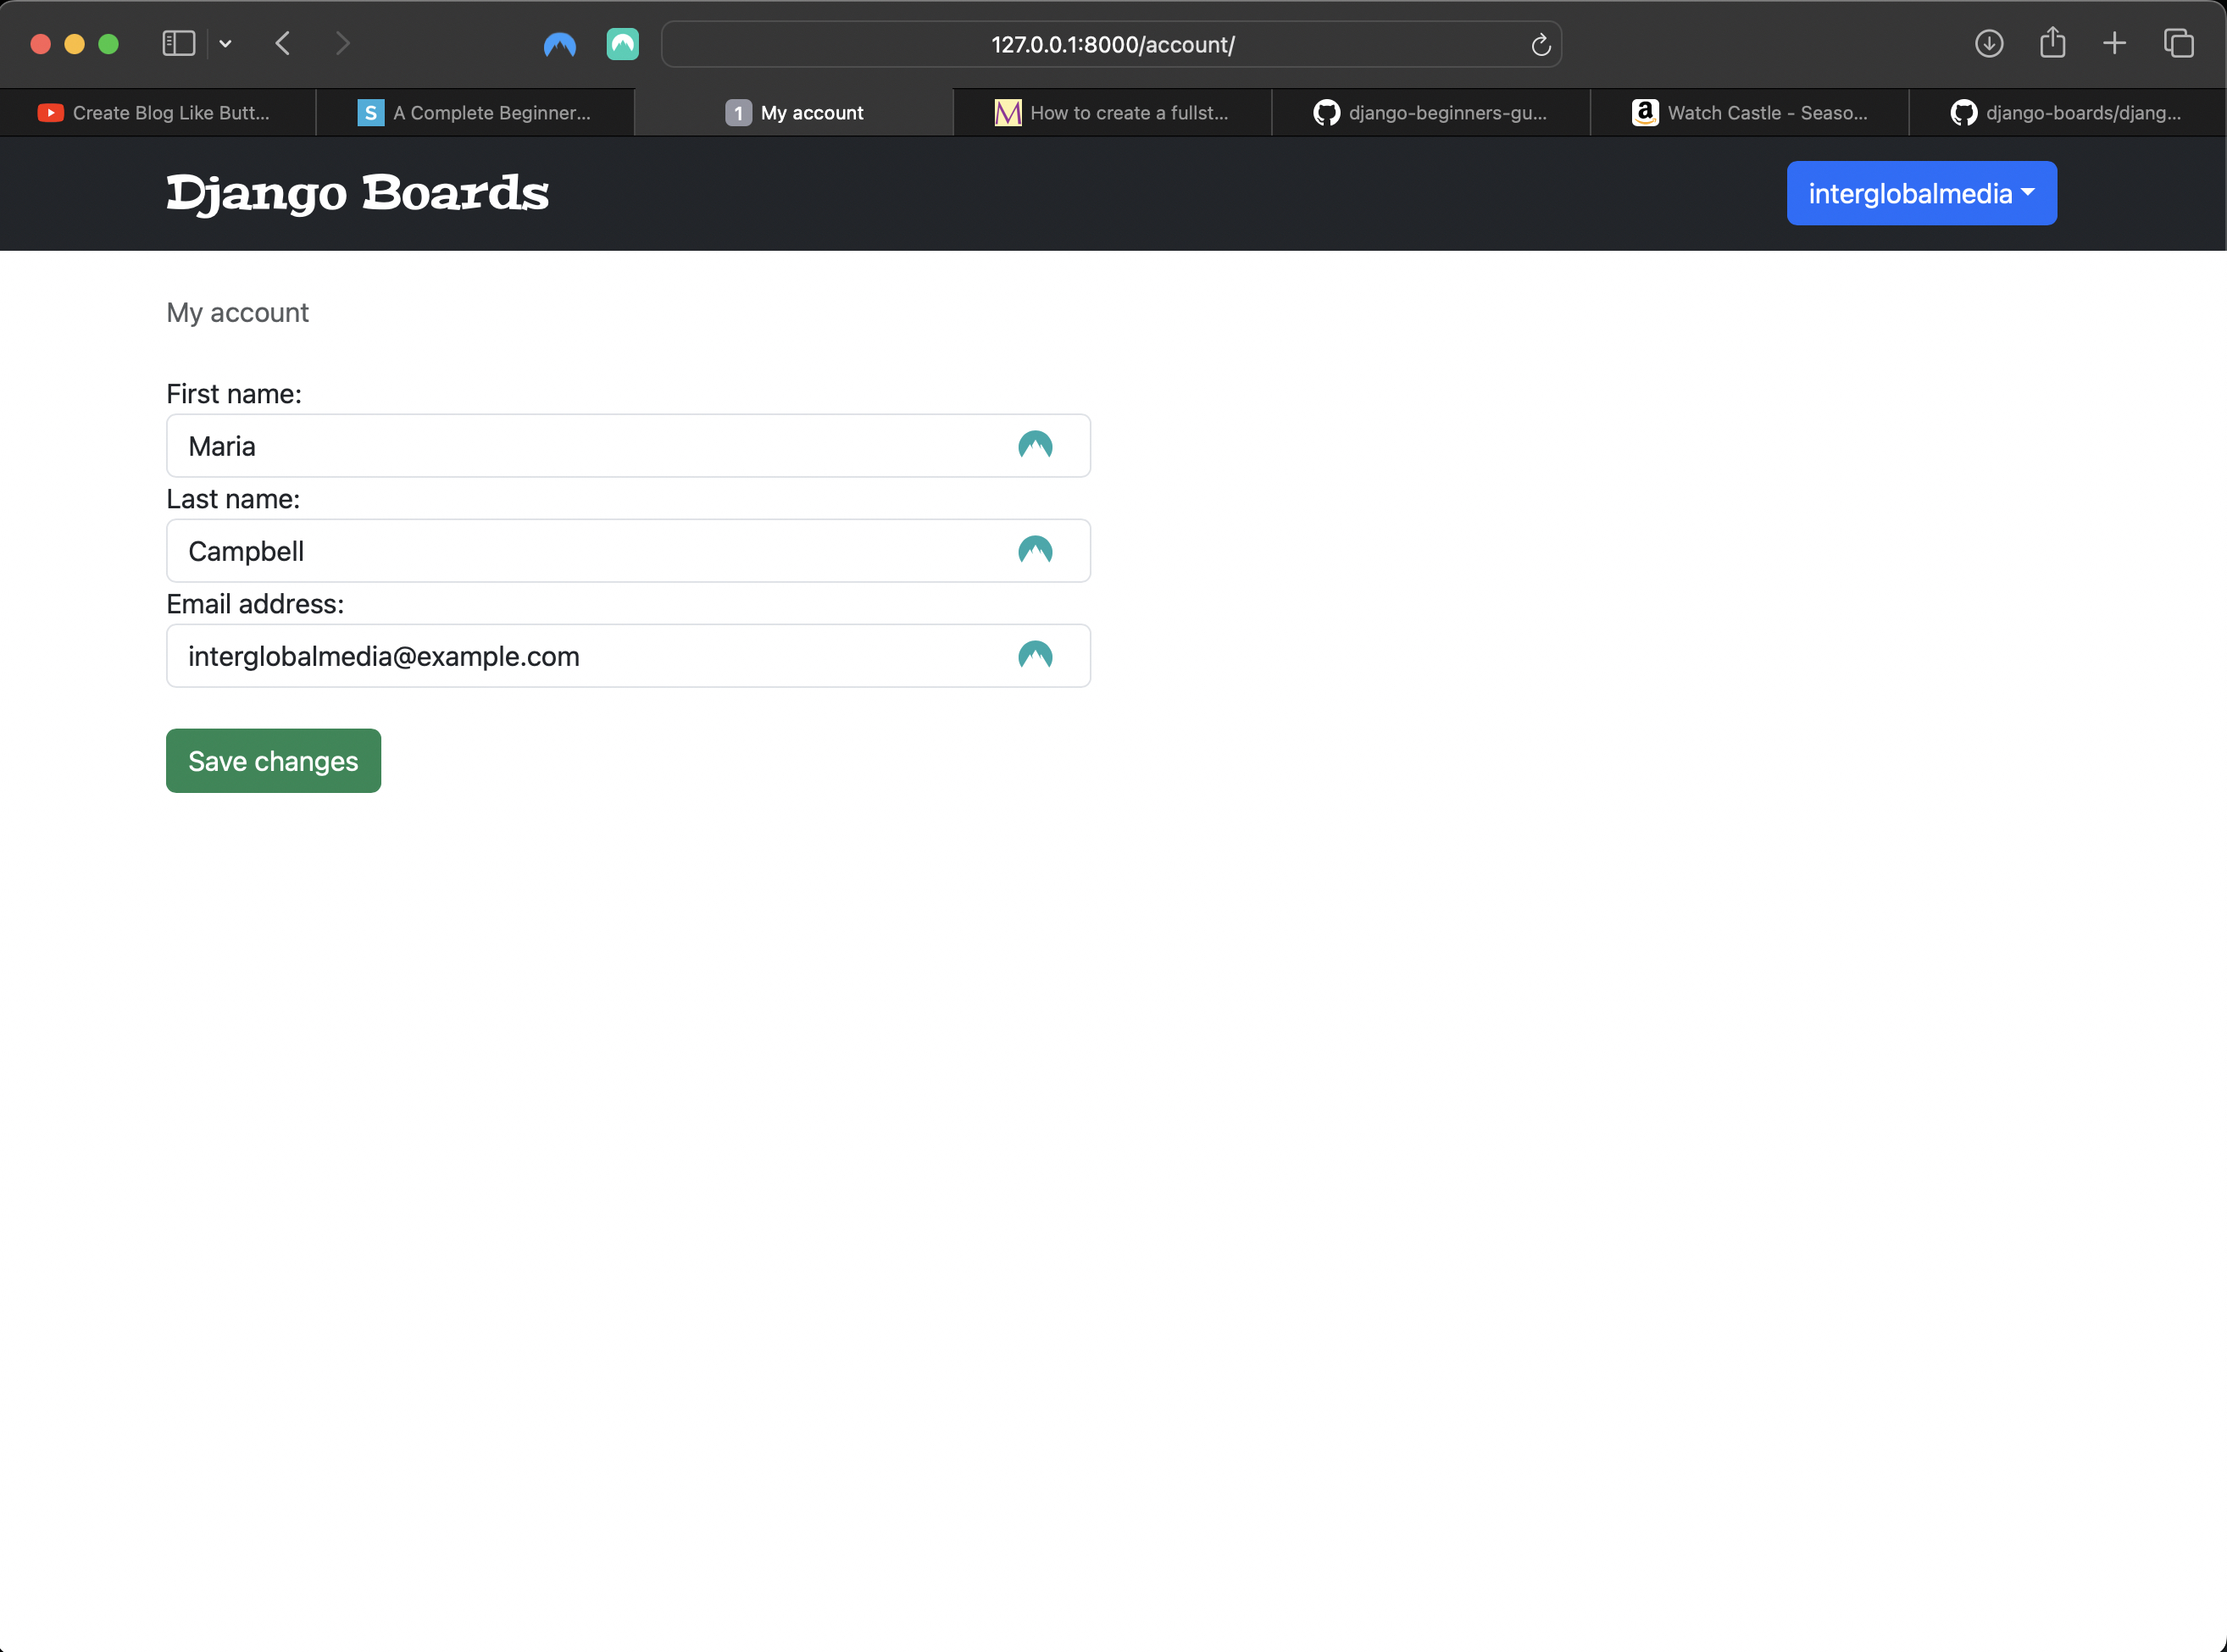 127.0.0.1:8000/account/
Create Blog Like Butt...
S A Complete Beginner...
1 My account
M How to create a fullst...
django-beginners-gu...
a Watch Castle - Seaso...
django-boards/djang...
Django Boards
interglobalmedia
My account
First name:
Maria
Last name:
Campbell
Email address:
interglobalmedia@example.com
Save changes